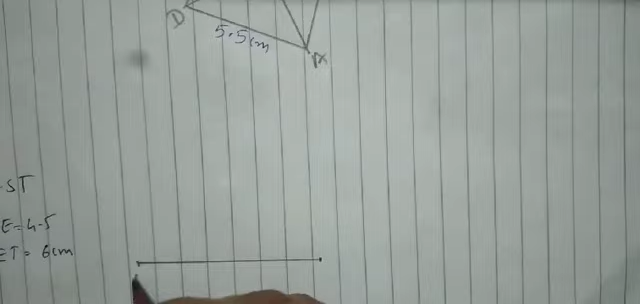 D
5.5cm
A
ST
E = 4.5
ET = 6cm